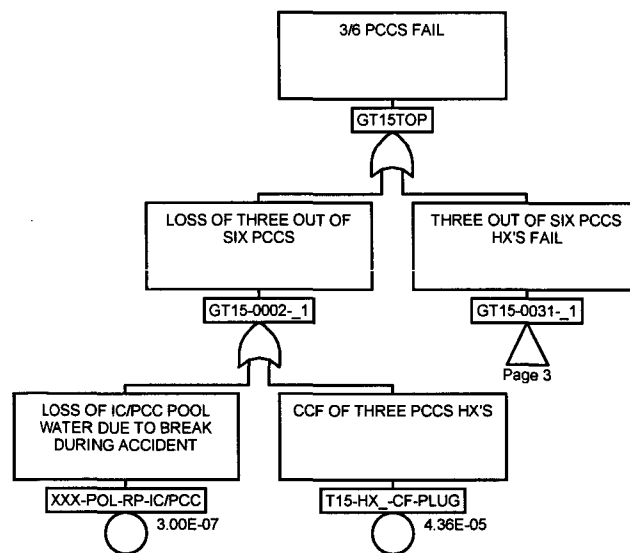 3/6 PCCS FAIL
GT15TOP
LOSS OF THREE OUT OF
SIX PCCS
THREE OUT OF SIX PCCS
HX'S FAIL
GT15-0002-_1
GT15-0031-_1
Page 3
LOSS OF IC/PCC POOL
WATER DUE TO BREAK
DURING ACCIDENT
CCF OF THREE PCCS HX'S
XXX-POL-RP-IC/PCC
T15-HX_-CF-PLUG
3.00E-07
4.36E-05